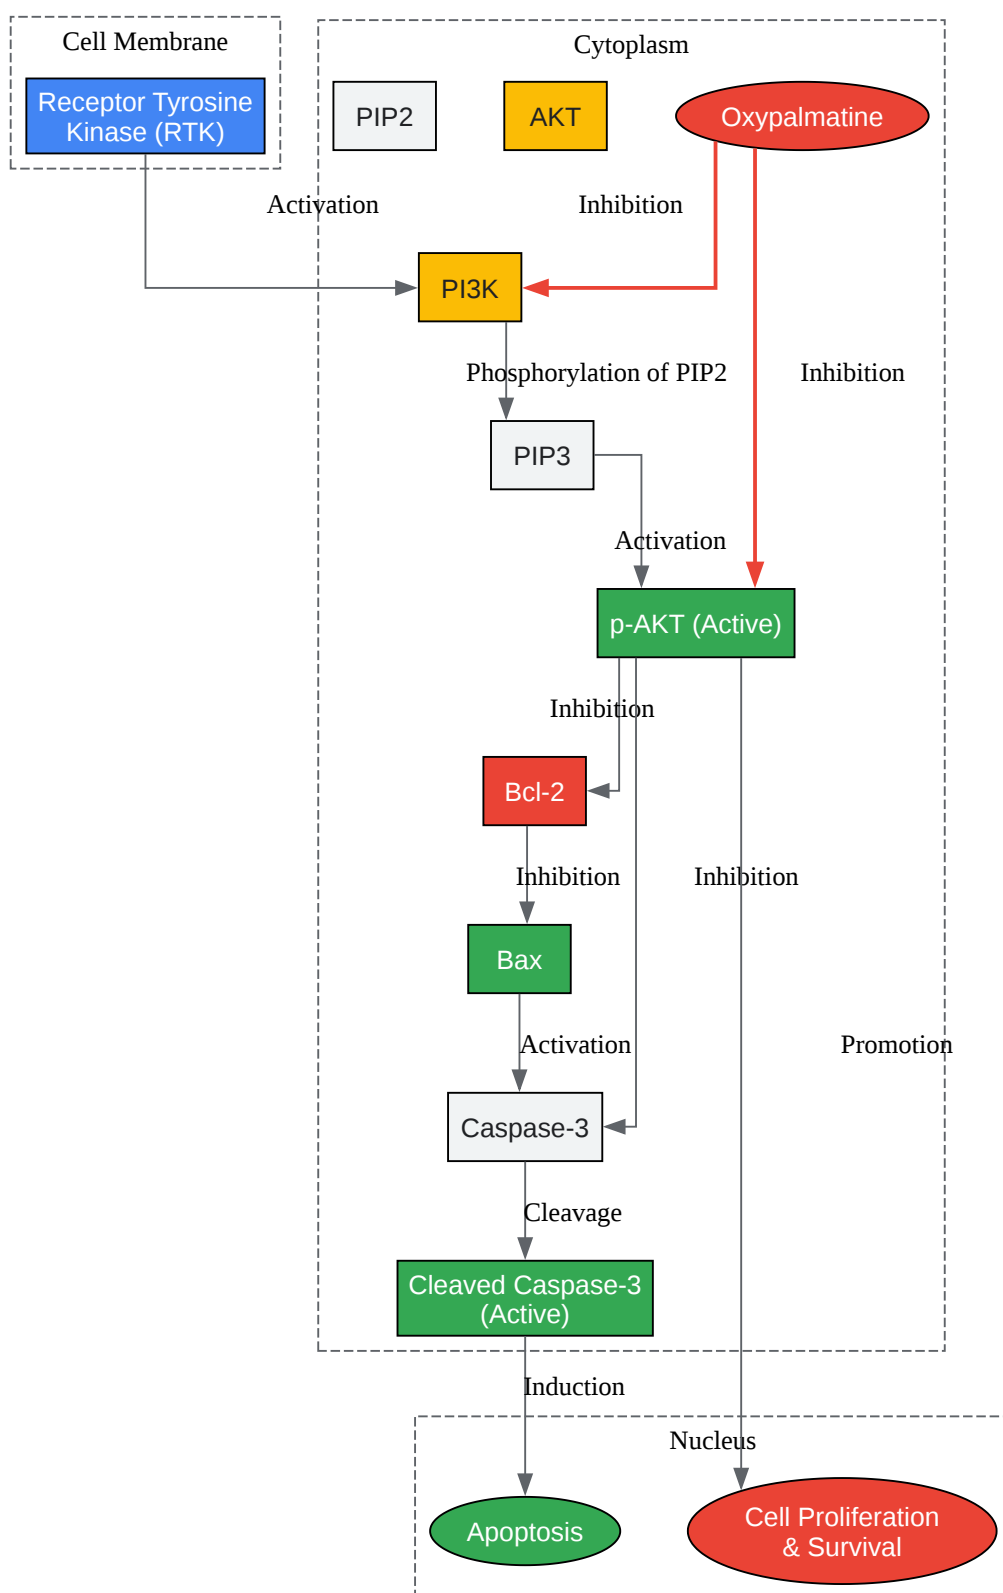 Cell Membrane
Cytoplasm
Receptor Tyrosine
Kinase (RTK)
PIP2
AKT
Oxypalmatine
Activation
Inhibition
PI3K
Phosphorylation of PIP2
Inhibition
PIP3
Activation
p-AKT (Active)
Inhibition
Bcl-2
Inhibition
Inhibition
Bax
Activation
Promotion
Caspase-3
Cleavage
Cleaved Caspase-3
(Active)
Induction
Nucleus
Apoptosis
Cell Proliferation
& Survival